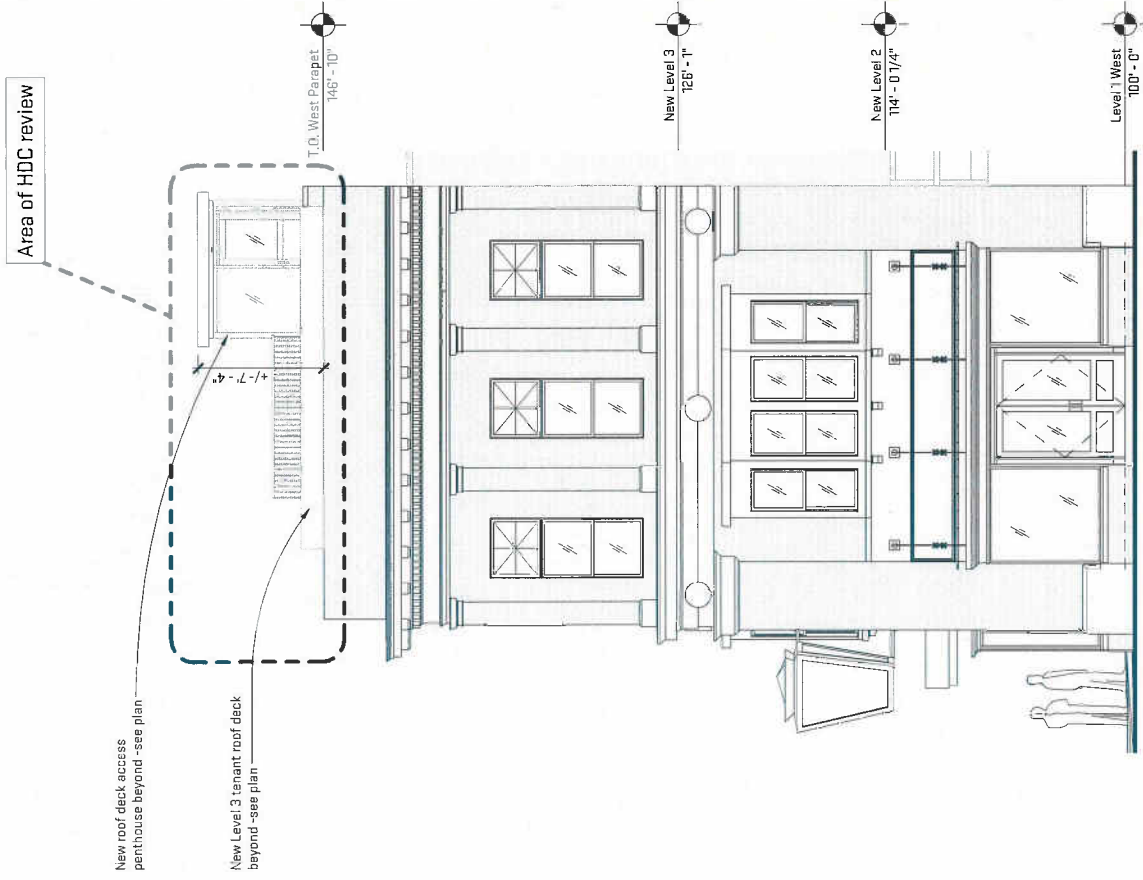 Area of HDC review
T.O. West Parapet
146' - 10"
New Level 3
126' - 1"
New Level 2
114' - 0 1/4"
Level 1 West
100' - 0"
+/- 7' - 4"
New roof deck access
penthouse beyond -see plan
New Level 3 tenant roof deck
beyond -see plan